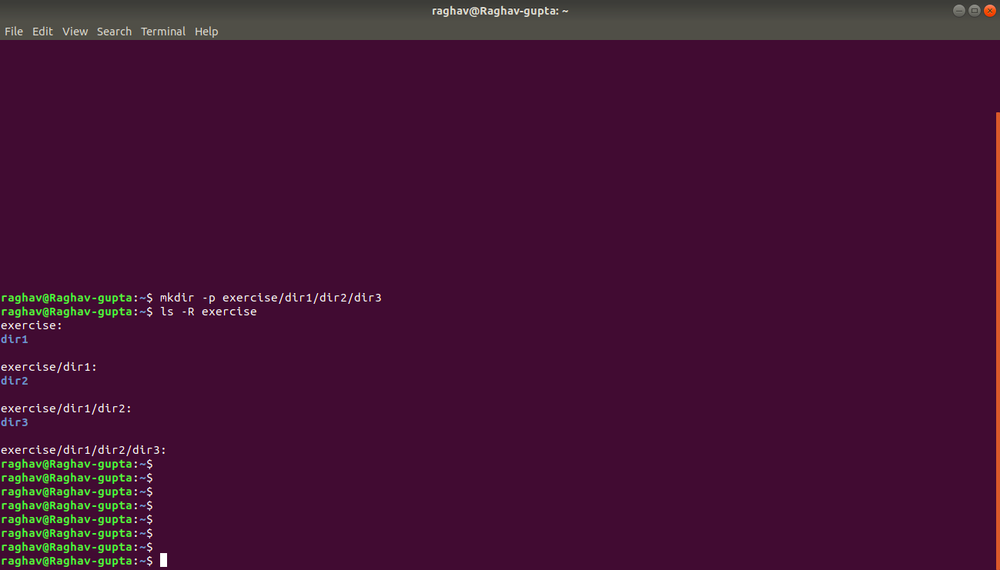 raghav@Raghav-gupta: ~
File Edit View Search Terminal Help
raghav@Raghav-gupta:~$ mkdir -p exercise/dir1/dir2/dir3
raghav@Raghav-gupta:~$ ls -R exercise
exercise:
dir1
exercise/dir1:
dir2
exercise/dir1/dir2:
dir3
exercise/dir1/dir2/dir3:
raghav@Raghav-gupta:~$
raghav@Raghav-gupta:~$
raghav@Raghav-gupta:~$
raghav@Raghav-gupta:~$
raghav@Raghav-gupta:~$
raghav@Raghav-gupta:~$
raghav@Raghav-gupta:~$
raghav@Raghav-gupta:~$